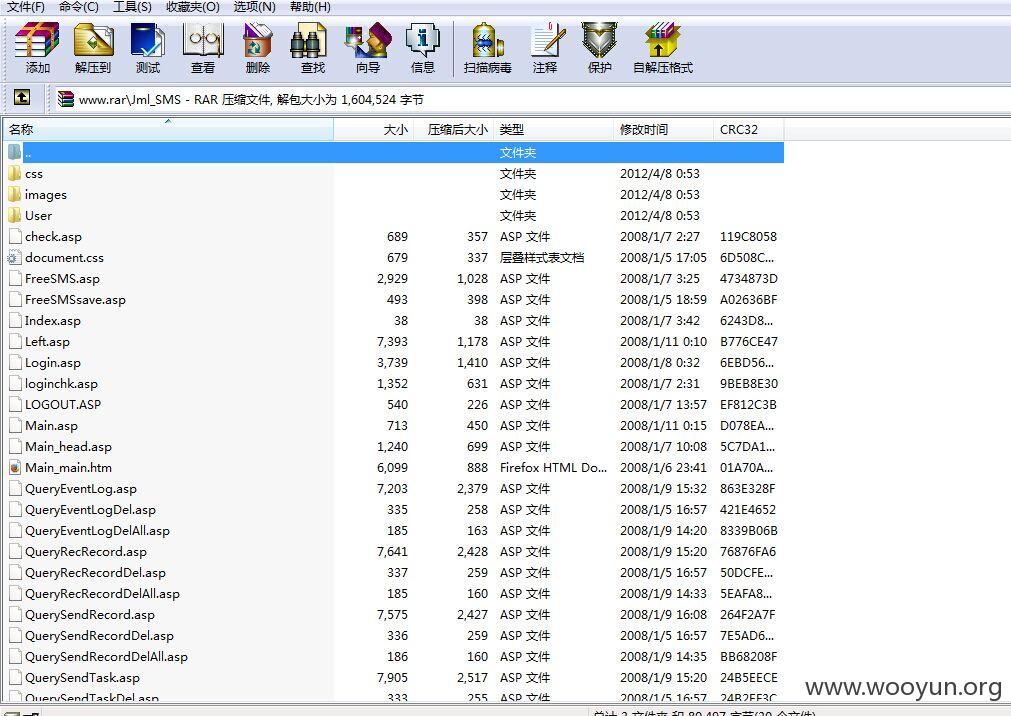 文件(F) 命令(C) 工具(S) 收藏夹(O) 选项(N) 帮助(H)
添加 解压到 测试 查看 删除 查找 向导 信息 扫描病毒 注释 保护 自解压格式
www.rar\Jml_SMS - RAR 压缩文件, 解包大小为 1,604,524 字节
名称 大小 压缩后大小 类型 修改时间 CRC32
.. 文件夹
css 文件夹 2012/4/8 0:53
images 文件夹 2012/4/8 0:53
User 文件夹 2012/4/8 0:53
check.asp 689 357 ASP 文件 2008/1/7 2:27 119C8058
document.css 679 337 层叠样式表文档 2008/1/5 17:05 6D508C...
FreeSMS.asp 2,929 1,028 ASP 文件 2008/1/7 3:25 4734873D
FreeSMSsave.asp 493 398 ASP 文件 2008/1/5 18:59 A02636BF
Index.asp 38 38 ASP 文件 2008/1/7 3:42 6243D8...
Left.asp 7,393 1,178 ASP 文件 2008/1/11 0:10 B776CE47
Login.asp 3,739 1,410 ASP 文件 2008/1/8 0:32 6EBD56...
loginchk.asp 1,352 631 ASP 文件 2008/1/7 2:31 9BEB8E30
LOGOUT.ASP 540 226 ASP 文件 2008/1/7 13:57 EF812C3B
Main.asp 713 450 ASP 文件 2008/1/11 0:15 D078EA...
Main_head.asp 1,240 699 ASP 文件 2008/1/7 10:08 5C7DA1...
Main_main.htm 6,099 888 Firefox HTML Do... 2008/1/6 23:41 01A70A...
QueryEventLog.asp 7,203 2,379 ASP 文件 2008/1/9 15:32 863E328F
QueryEventLogDel.asp 335 258 ASP 文件 2008/1/5 16:57 421E4652
QueryEventLogDelAll.asp 185 163 ASP 文件 2008/1/9 14:20 8339B06B
QueryRecRecord.asp 7,641 2,428 ASP 文件 2008/1/9 15:20 76876FA6
QueryRecRecordDel.asp 337 259 ASP 文件 2008/1/5 16:57 50DCFE...
QueryRecRecordDelAll.asp 185 160 ASP 文件 2008/1/9 14:33 5EAFA8...
QuerySendRecord.asp 7,575 2,427 ASP 文件 2008/1/9 16:08 264F2A7F
QuerySendRecordDel.asp 336 259 ASP 文件 2008/1/5 16:57 7E5AD6...
QuerySendRecordDelAll.asp 186 160 ASP 文件 2008/1/9 14:35 BB68208F
QuerySendTask.asp 7,905 2,517 ASP 文件 2008/1/9 15:20 24B5EECE
QuerySendTaskDel.asp 333 255 ASP 文件 2008/1/5 16:57 24B2FF3C
www.wooyun.org